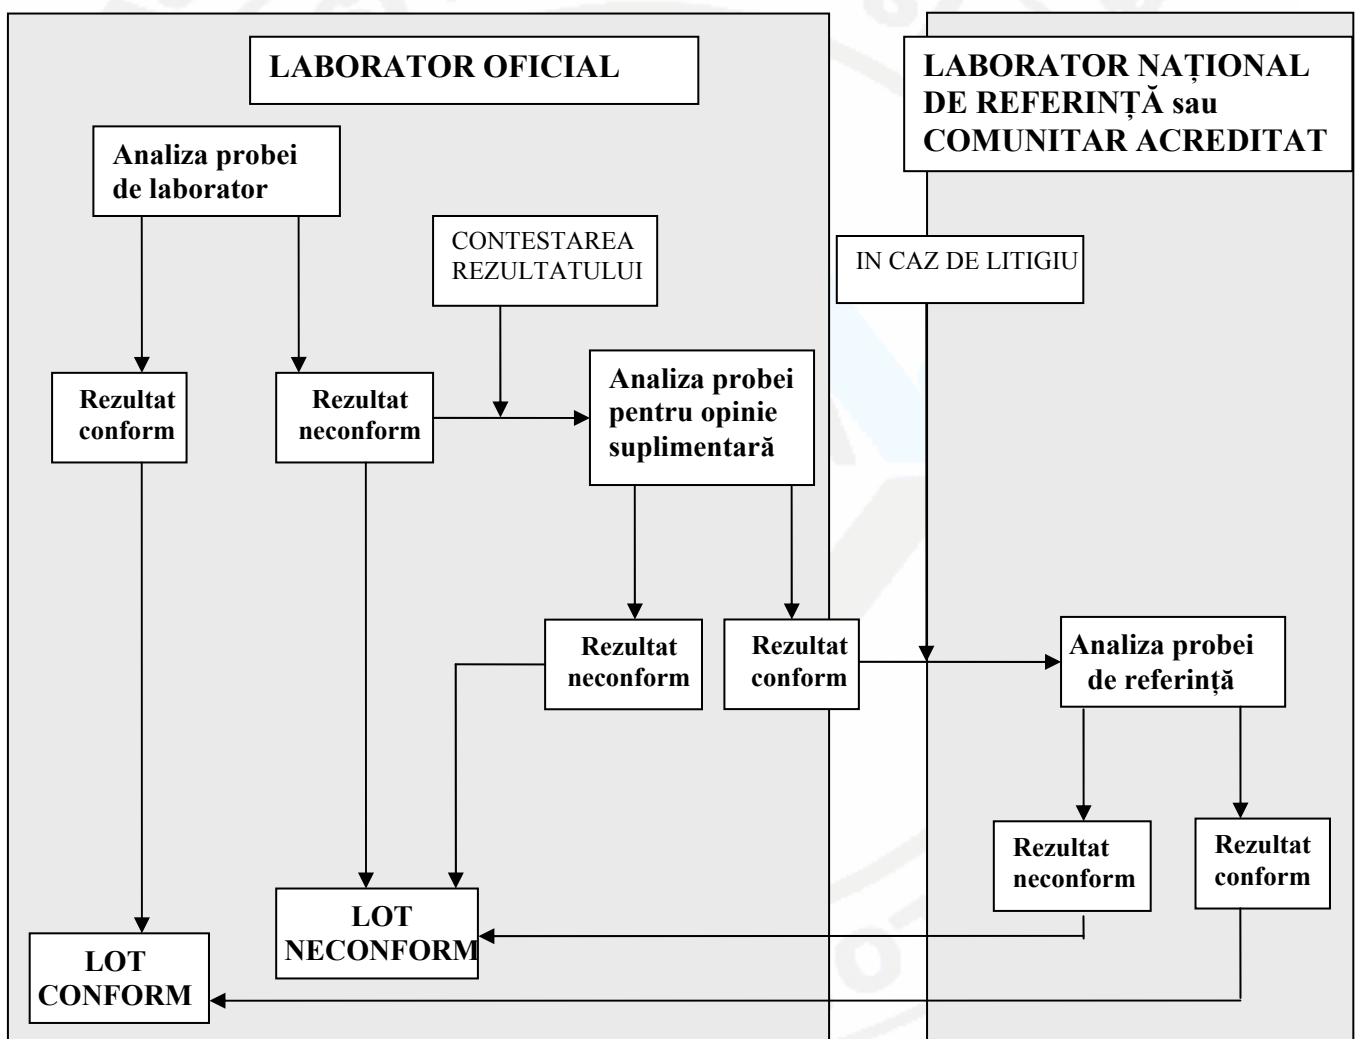 LABORATOR OFICIAL
LABORATOR NAȚIONAL
DE REFERINȚĂ sau
COMUNITAR ACREDITAT
Analiza probei
de laborator
CONTESTAREA
REZULTATULUI
IN CAZ DE LITIGIU
Rezultat
conform
Rezultat
neconform
Analiza probei
pentru opinie
suplimentară
Rezultat
neconform
Rezultat
conform
Analiza probei
de referință
Rezultat
neconform
Rezultat
conform
LOT
NECONFORM
LOT
CONFORM